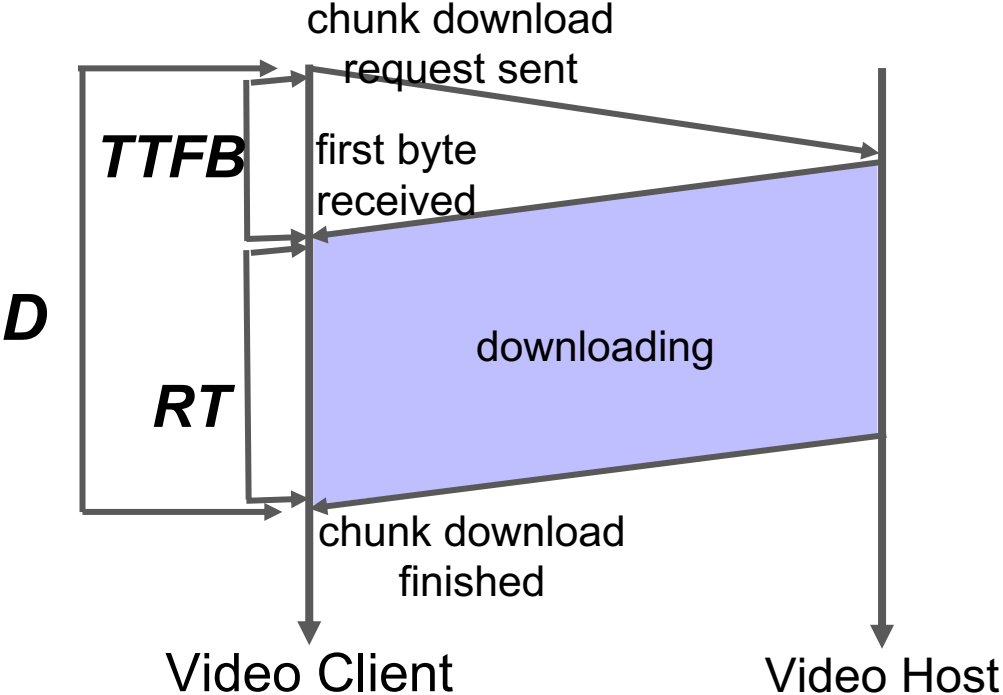 chunk download
request sent
TTFB
first byte
received
D
downloading
RT
chunk download
finished
Video Client
Video Host